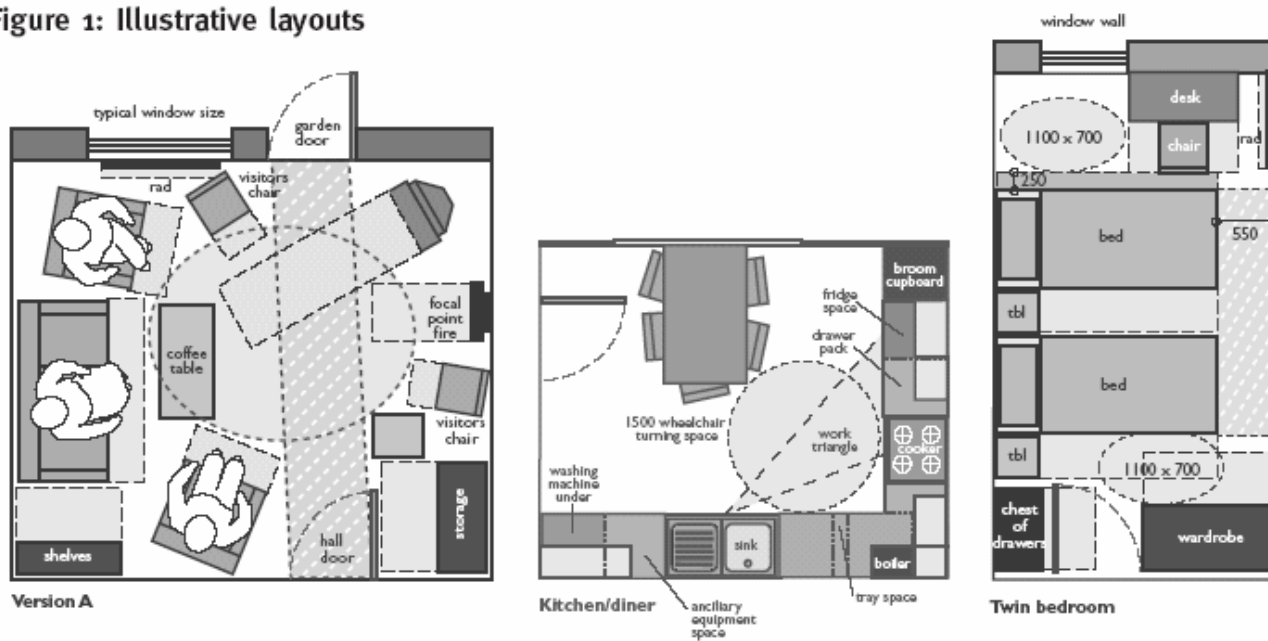 Figure 1: Illustrative layouts
typical window size
garden
door
rad
visitors
chair
focal
point
fire
coffee
table
visitors
chair
hall
door
storage
shelves
Version A
broom
cupboard
fridge
space
drawer
pack
1500 wheelchair
turning space
work
triangle
cooker
washing
machine
under
sink
boiler
tray space
ancillary
equipment
space
Kitchen/diner
window wall
desk
1100 x 700
chair
rad
250
bed
550
tbl
bed
tbl
1100 x 700
chest
of
drawers
wardrobe
Twin bedroom